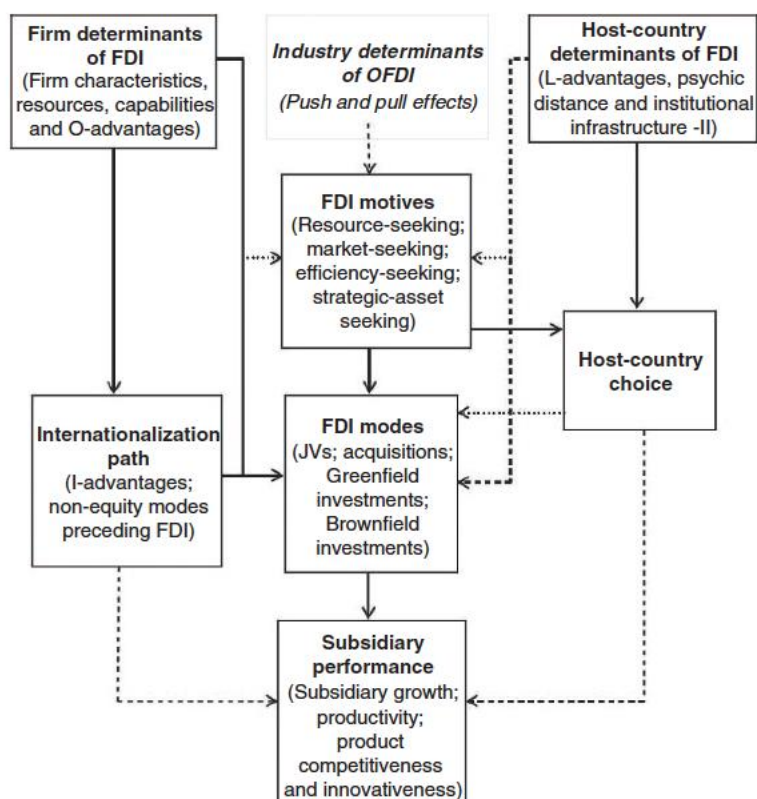 Firm determinants
of FDI
(Firm characteristics,
resources, capabilities
and O-advantages)
Industry determinants
of OFDI
(Push and pull effects)
Host-country
determinants of FDI
(L-advantages, psychic
distance and institutional
infrastructure -II)
FDI motives
(Resource-seeking;
market-seeking;
efficiency-seeking;
strategic-asset
seeking)
Host-country
choice
Internationalization
path
(I-advantages;
non-equity modes
preceding FDI)
FDI modes
(JVs; acquisitions;
Greenfield
investments;
Brownfield
investments)
Subsidiary
performance
(Subsidiary growth;
productivity;
product
competitiveness
and innovativeness)